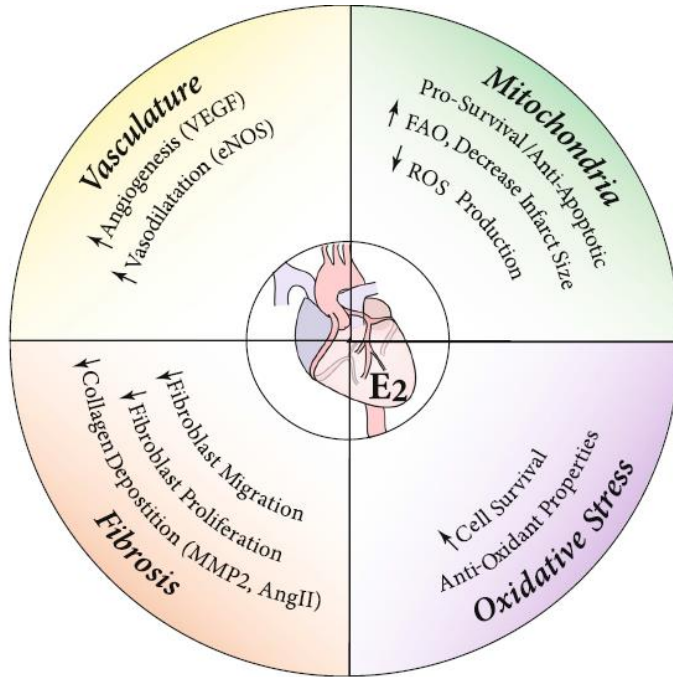 Vasculature
↑Angiogenesis (VEGF)
↑Vasodilatation (eNOS)
Mitochondria
Pro-Survival/Anti-Apoptotic
↑ FAO, Decrease Infarct Size
↓ ROS Production
E2
↓Fibroblast Migration
↓Fibroblast Proliferation
↓Collagen Depostition (MMP2, AngII)
Fibrosis
↑Cell Survival
Anti-Oxidant Properties
Oxidative Stress